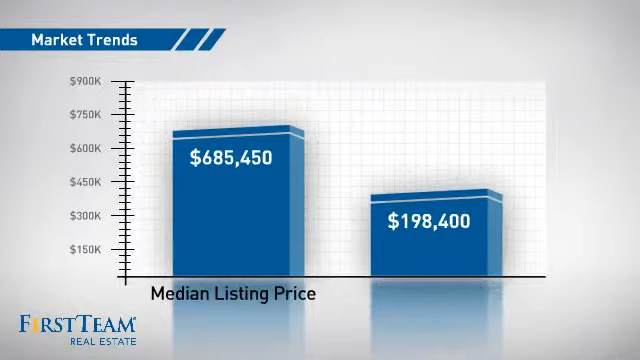 Market Trends
$900K
$750K
$600K
$450K
$300K
$150K
$685,450
$198,400
Median Listing Price
FIRSTTEAM®
REAL ESTATE